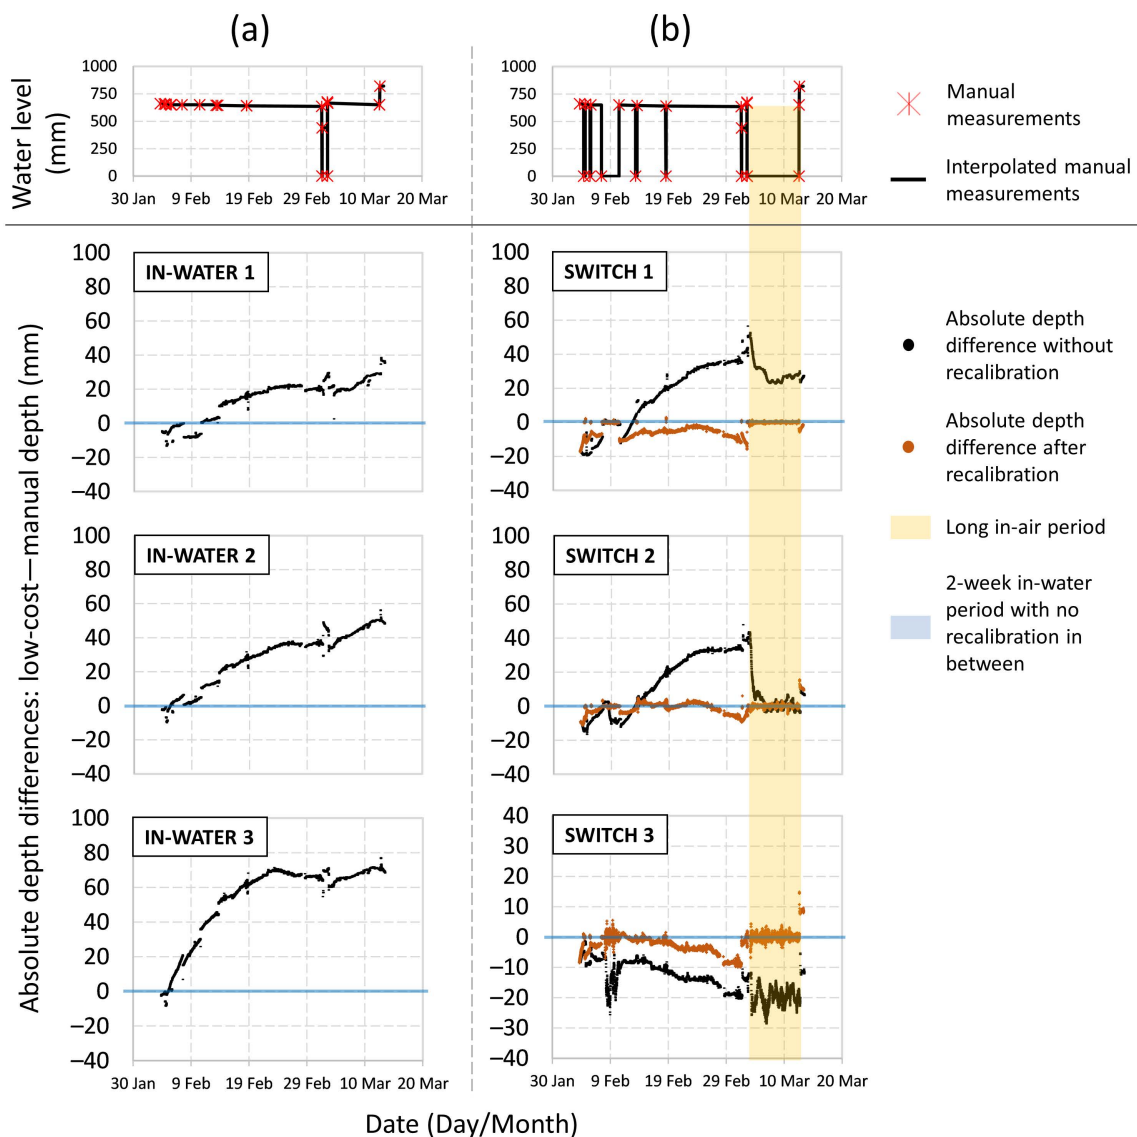 (a)
(b)
Water level
(mm)
1000
750
500
250
0
30 Jan
9 Feb
19 Feb
29 Feb
10 Mar
20 Mar
1000
750
500
250
0
30 Jan
9 Feb
19 Feb
29 Feb
10 Mar
20 Mar
Manual
measurements
Interpolated manual
measurements
Absolute depth differences: low-cost—manual depth (mm)
100
80
60
40
20
0
−20
−40
IN-WATER 1
100
80
60
40
20
0
−20
−40
SWITCH 1
100
80
60
40
20
0
−20
−40
IN-WATER 2
100
80
60
40
20
0
−20
−40
SWITCH 2
100
80
60
40
20
0
−20
−40
IN-WATER 3
30 Jan
9 Feb
19 Feb
29 Feb
10 Mar
20 Mar
40
30
20
10
0
−10
−20
−30
−40
SWITCH 3
30 Jan
9 Feb
19 Feb
29 Feb
10 Mar
20 Mar
Absolute depth
difference without
recalibration
Absolute depth
difference after
recalibration
Long in-air period
2-week in-water
period with no
recalibration in
between
Date (Day/Month)